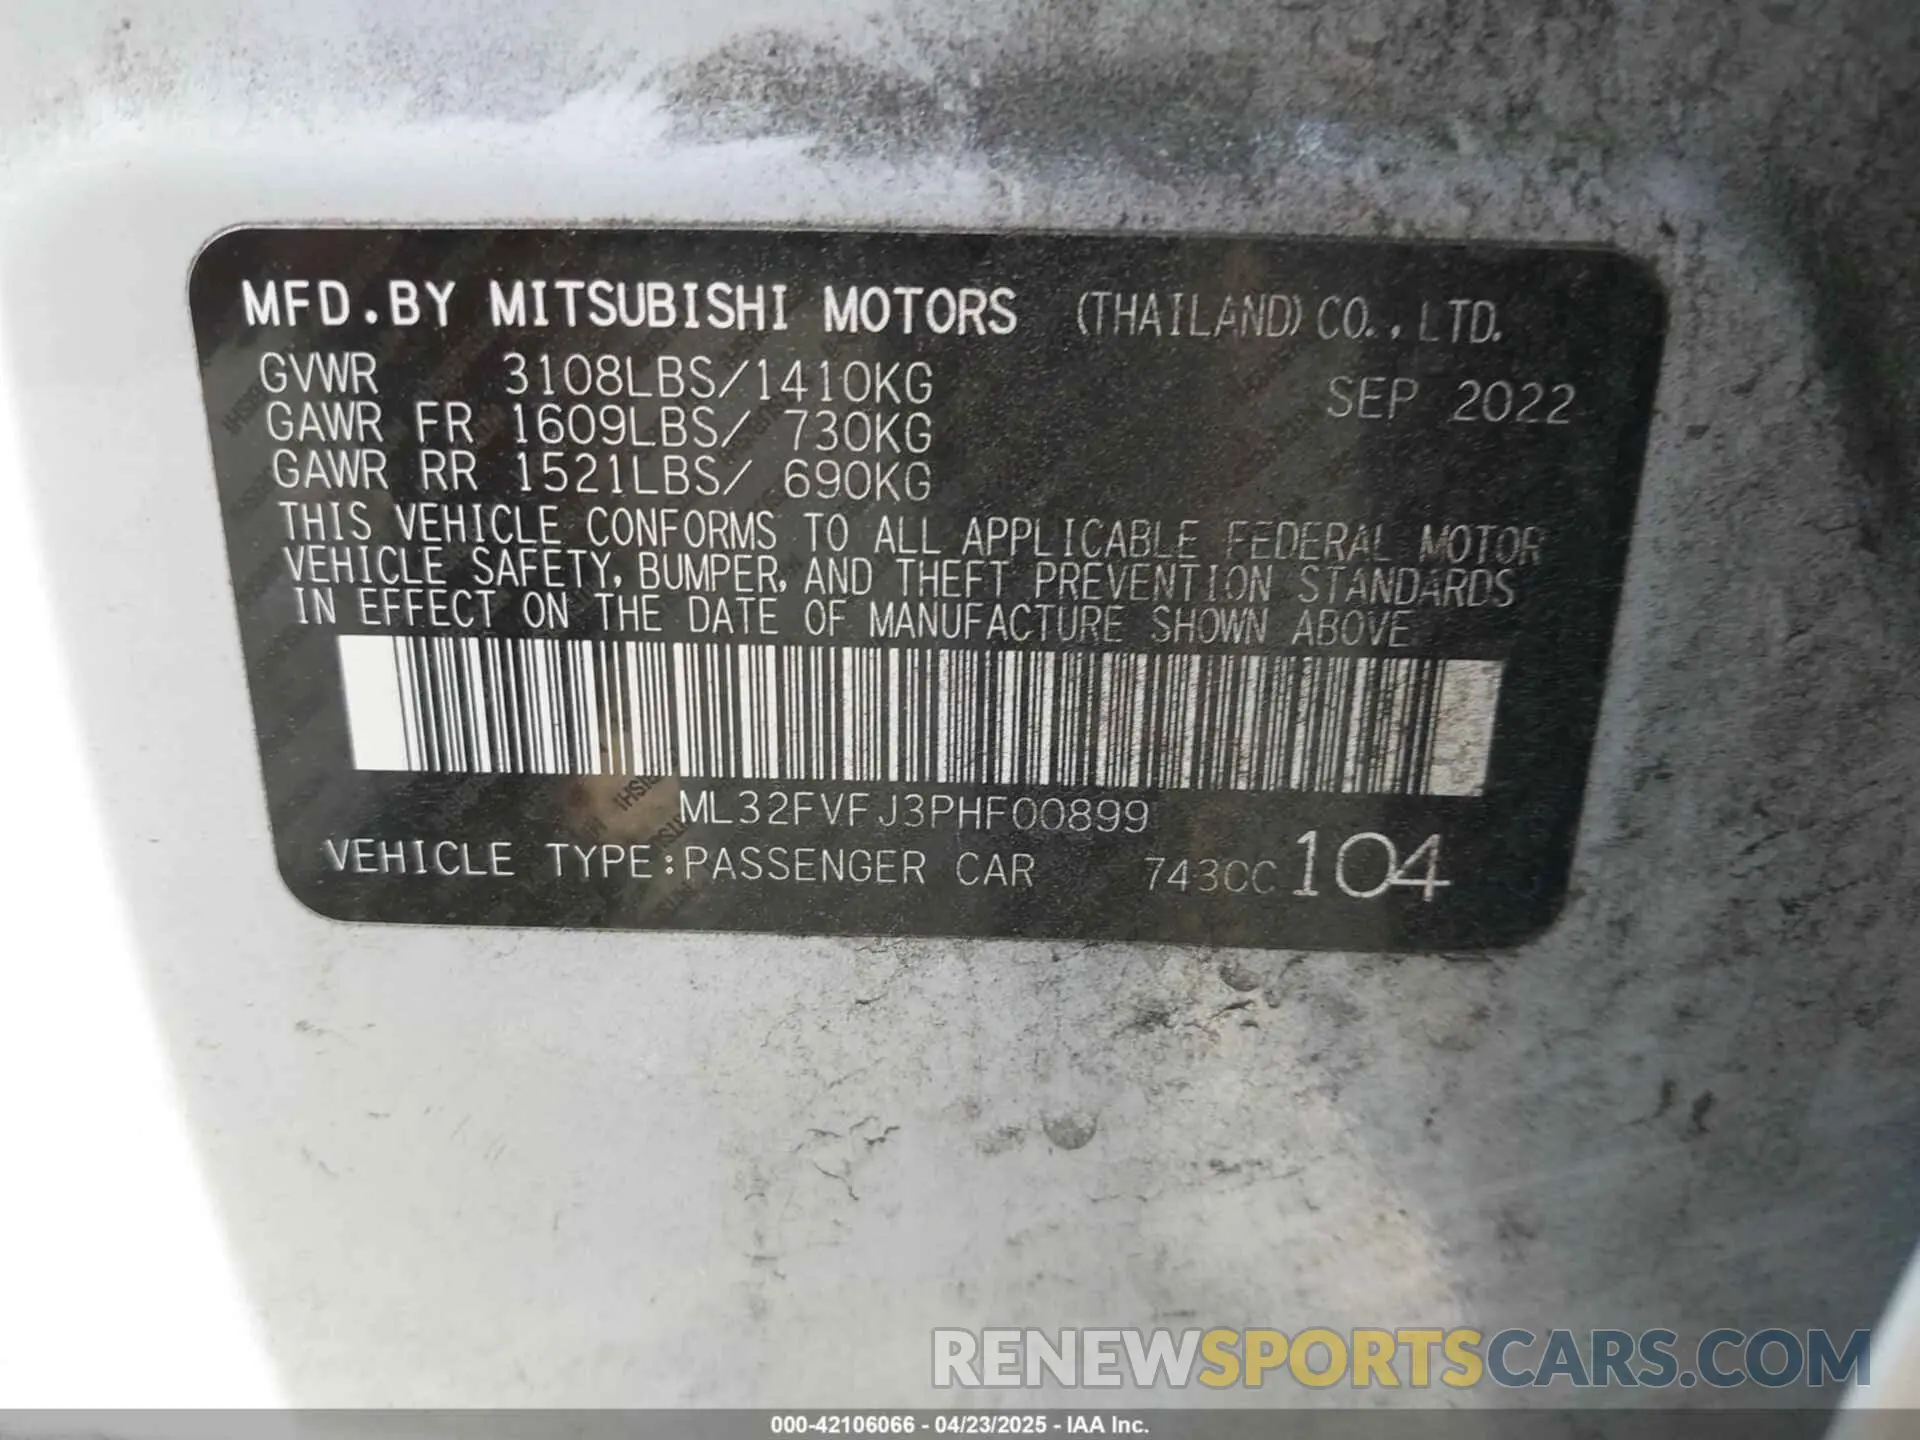 MFD.BY MITSUBISHI MOTORS (THAILAND) CO.,LTD.
GVWR 3108LBS/1410KG SEP 2022
GAWR FR 1609LBS/ 730KG
GAWR RR 1521LBS/ 690KG
THIS VEHICLE CONFORMS TO ALL APPLICABLE FEDERAL MOTOR
VEHICLE SAFETY, BUMPER, AND THEFT PREVENTION STANDARDS
IN EFFECT ON THE DATE OF MANUFACTURE SHOWN ABOVE
ML32FVFJ3PHF00899
VEHICLE TYPE:PASSENGER CAR 743CC 104
RENEWSPORTSCARS.COM
000-42106066 - 04/23/2025 - IAA Inc.